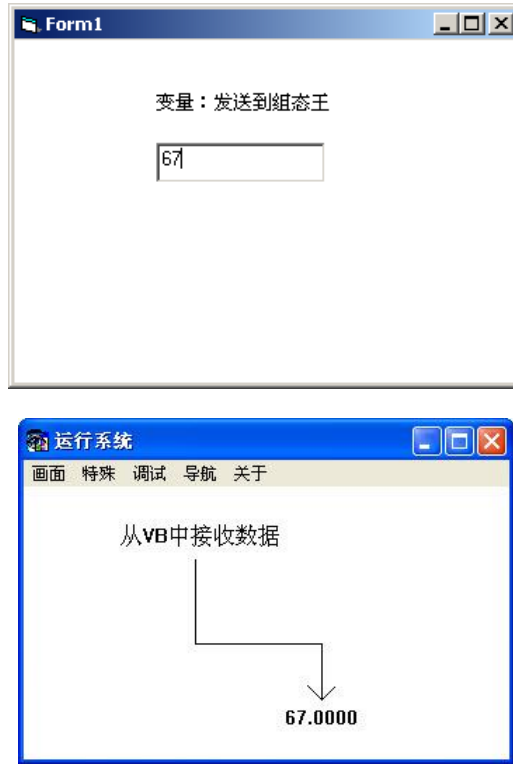 Form1
变量：发送到组态王
67
运行系统
画面 特殊 调试 导航 关于
从VB中接收数据
67.0000